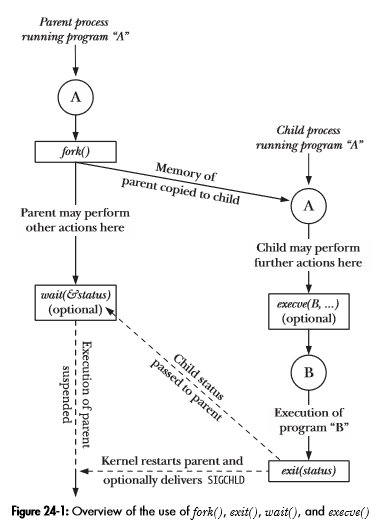 Parent process
running program “A”
A
fork()
Memory of
parent copied to child
Child process
running program “A”
A
Parent may perform
other actions here
Child may perform
further actions here
wait(&status)
(optional)
execve(B, ...)
(optional)
B
Execution of parent
suspended
Child status
passed to parent
Execution of
program “B”
Kernel restarts parent and
optionally delivers SIGCHLD
exit(status)
Figure 24-1: Overview of the use of fork(), exit(), wait(), and execve()